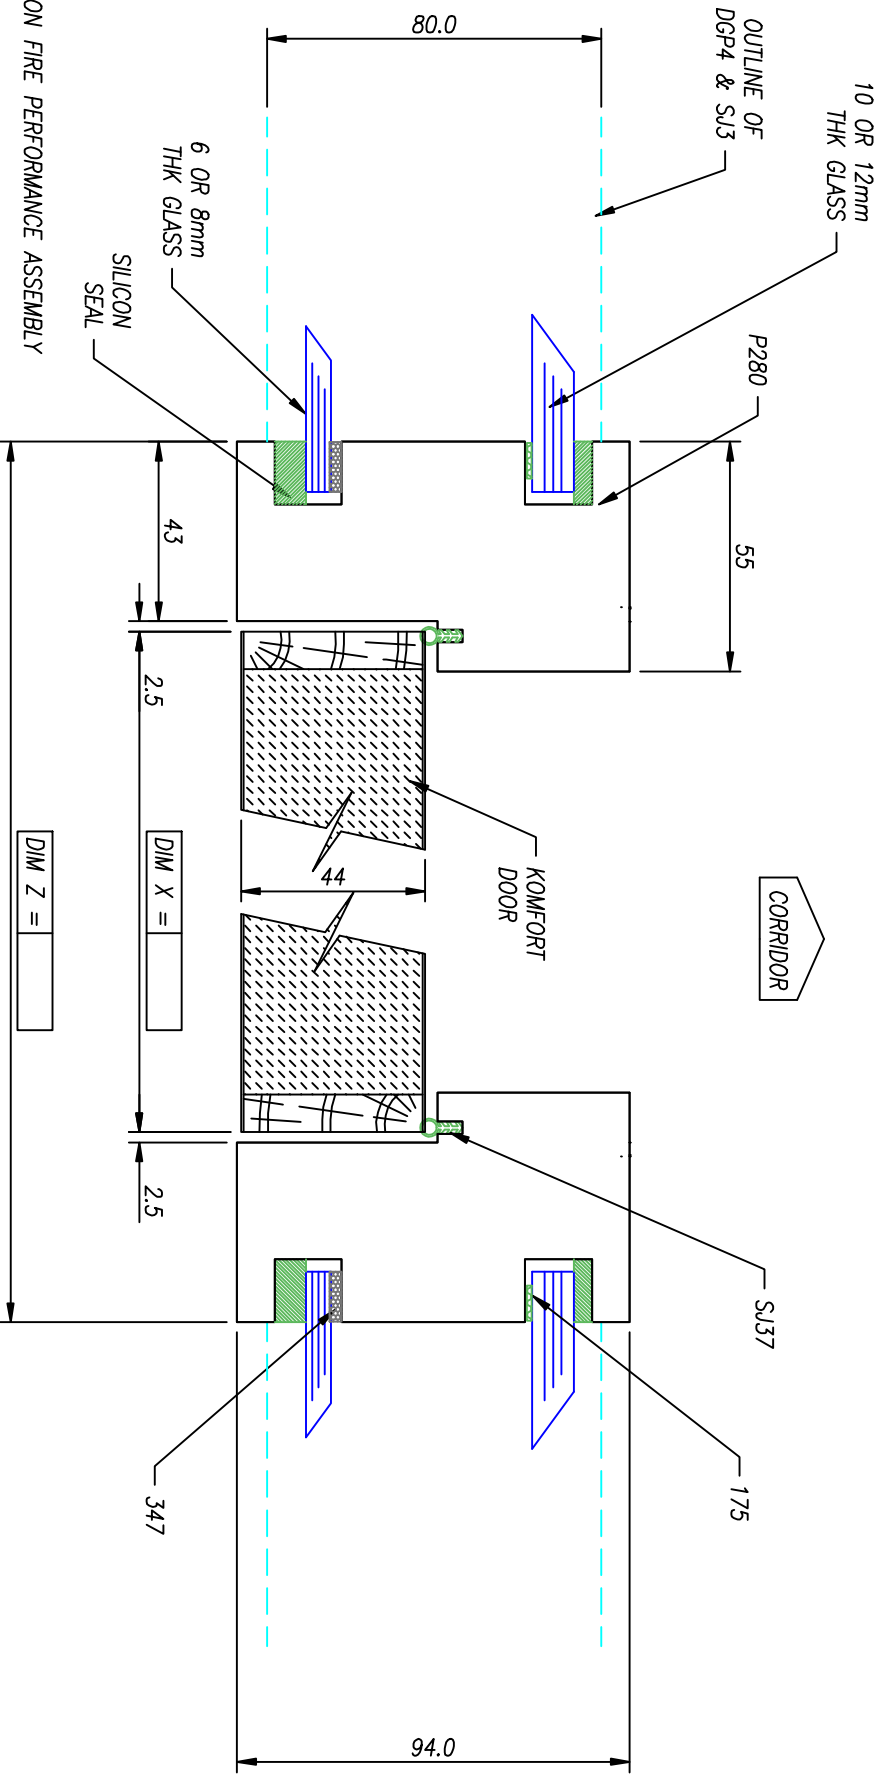 80.0
OUTLINE OF
DGP4 & SJ3
10 OR 12mm
THK GLASS
P280
6 OR 8mm
THK GLASS
SILICON
SEAL
ON FIRE PERFORMANCE ASSEMBLY
55
43
2.5
KOMFORT
DOOR
CORRIDOR
44
DIM X =
DIM Z =
2.5
SJ37
175
347
94.0